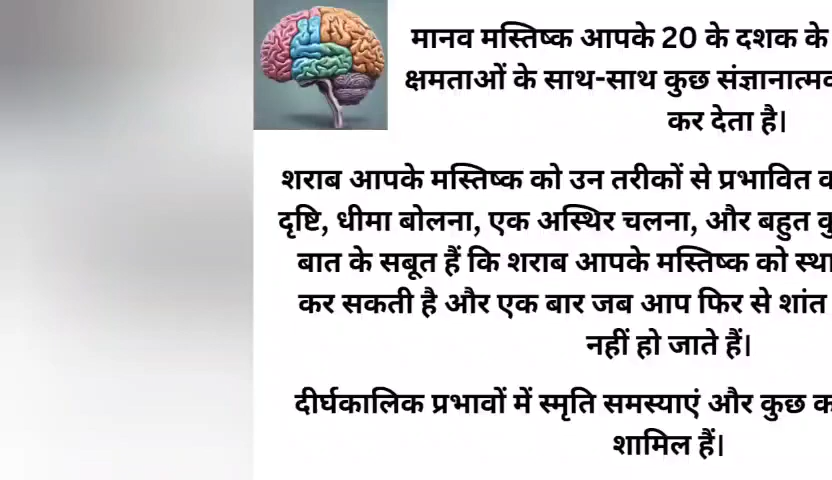 मानव मस्तिष्क आपके 20 के दशक के
क्षमताओं के साथ-साथ कुछ
कर देता है।
शराब आपके मस्तिष्क को उन तरीकों से प्रभावित
दृष्टि, धीमा बोलना, एक अस्थिर चलना, और बहुत
बात के सबूत हैं कि शराब आपके मस्तिष्क को
कर सकती है और एक बार जब आप फिर से शांत
नहीं हो जाते हैं।
दीर्घकालिक प्रभावों में स्मृति समस्याएं और कुछ
शामिल हैं।